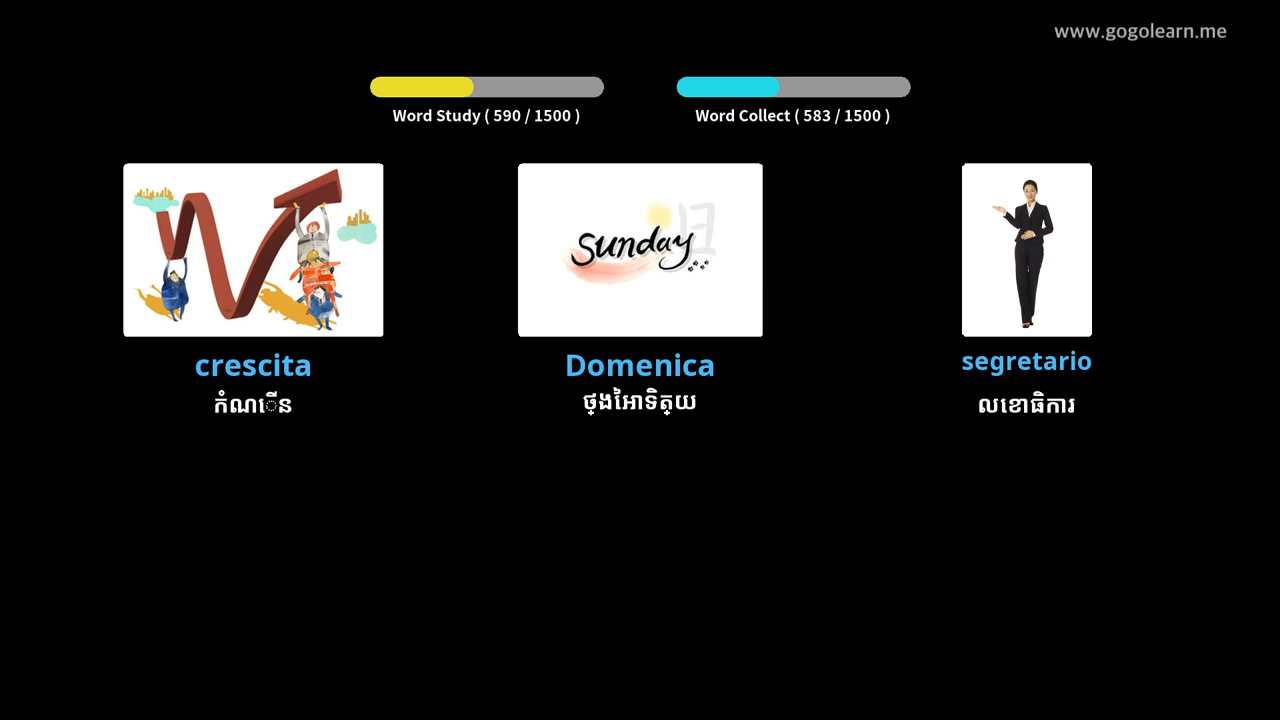 www.gogolearn.me
Word Study ( 590 / 1500 )
Word Collect ( 583 / 1500 )
Sunday
crescita
Domenica
segretario
កំណើន
ថ្ងៃអាទិត្យ
លេខាធិការ